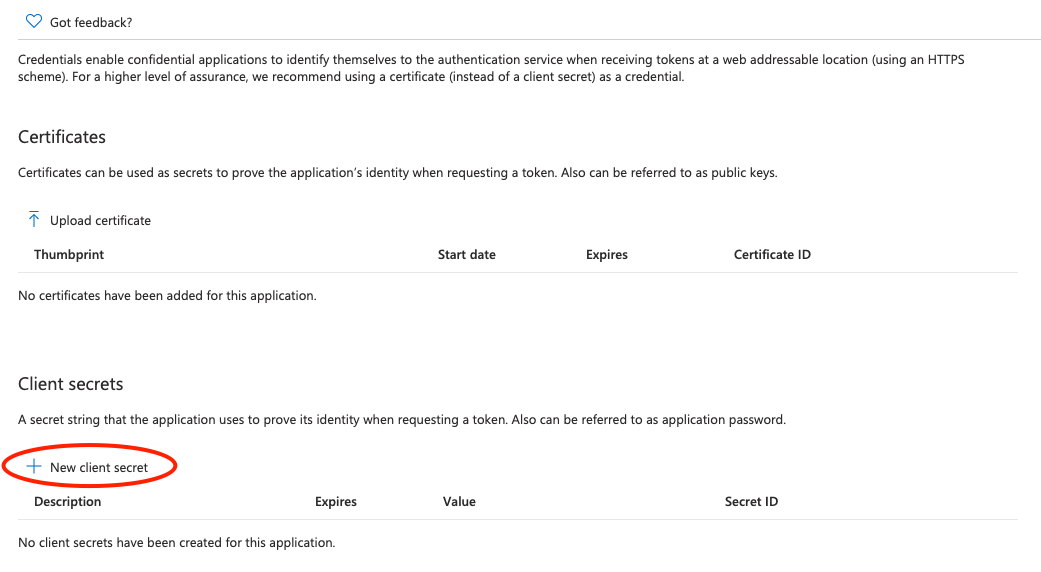 Got feedback?
Credentials enable confidential applications to identify themselves to the authentication service when receiving tokens at a web addressable location (using an HTTPS
scheme). For a higher level of assurance, we recommend using a certificate (instead of a client secret) as a credential.
Certificates
Certificates can be used as secrets to prove the application’s identity when requesting a token. Also can be referred to as public keys.
Upload certificate
Thumbprint Start date Expires Certificate ID
No certificates have been added for this application.
Client secrets
A secret string that the application uses to prove its identity when requesting a token. Also can be referred to as application password.
New client secret
Description Expires Value Secret ID
No client secrets have been created for this application.